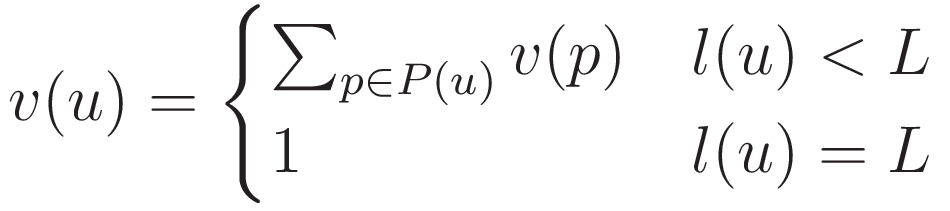 v(u) = { ∑_{p∈P(u)} v(p)   l(u) < L
1   l(u) = L